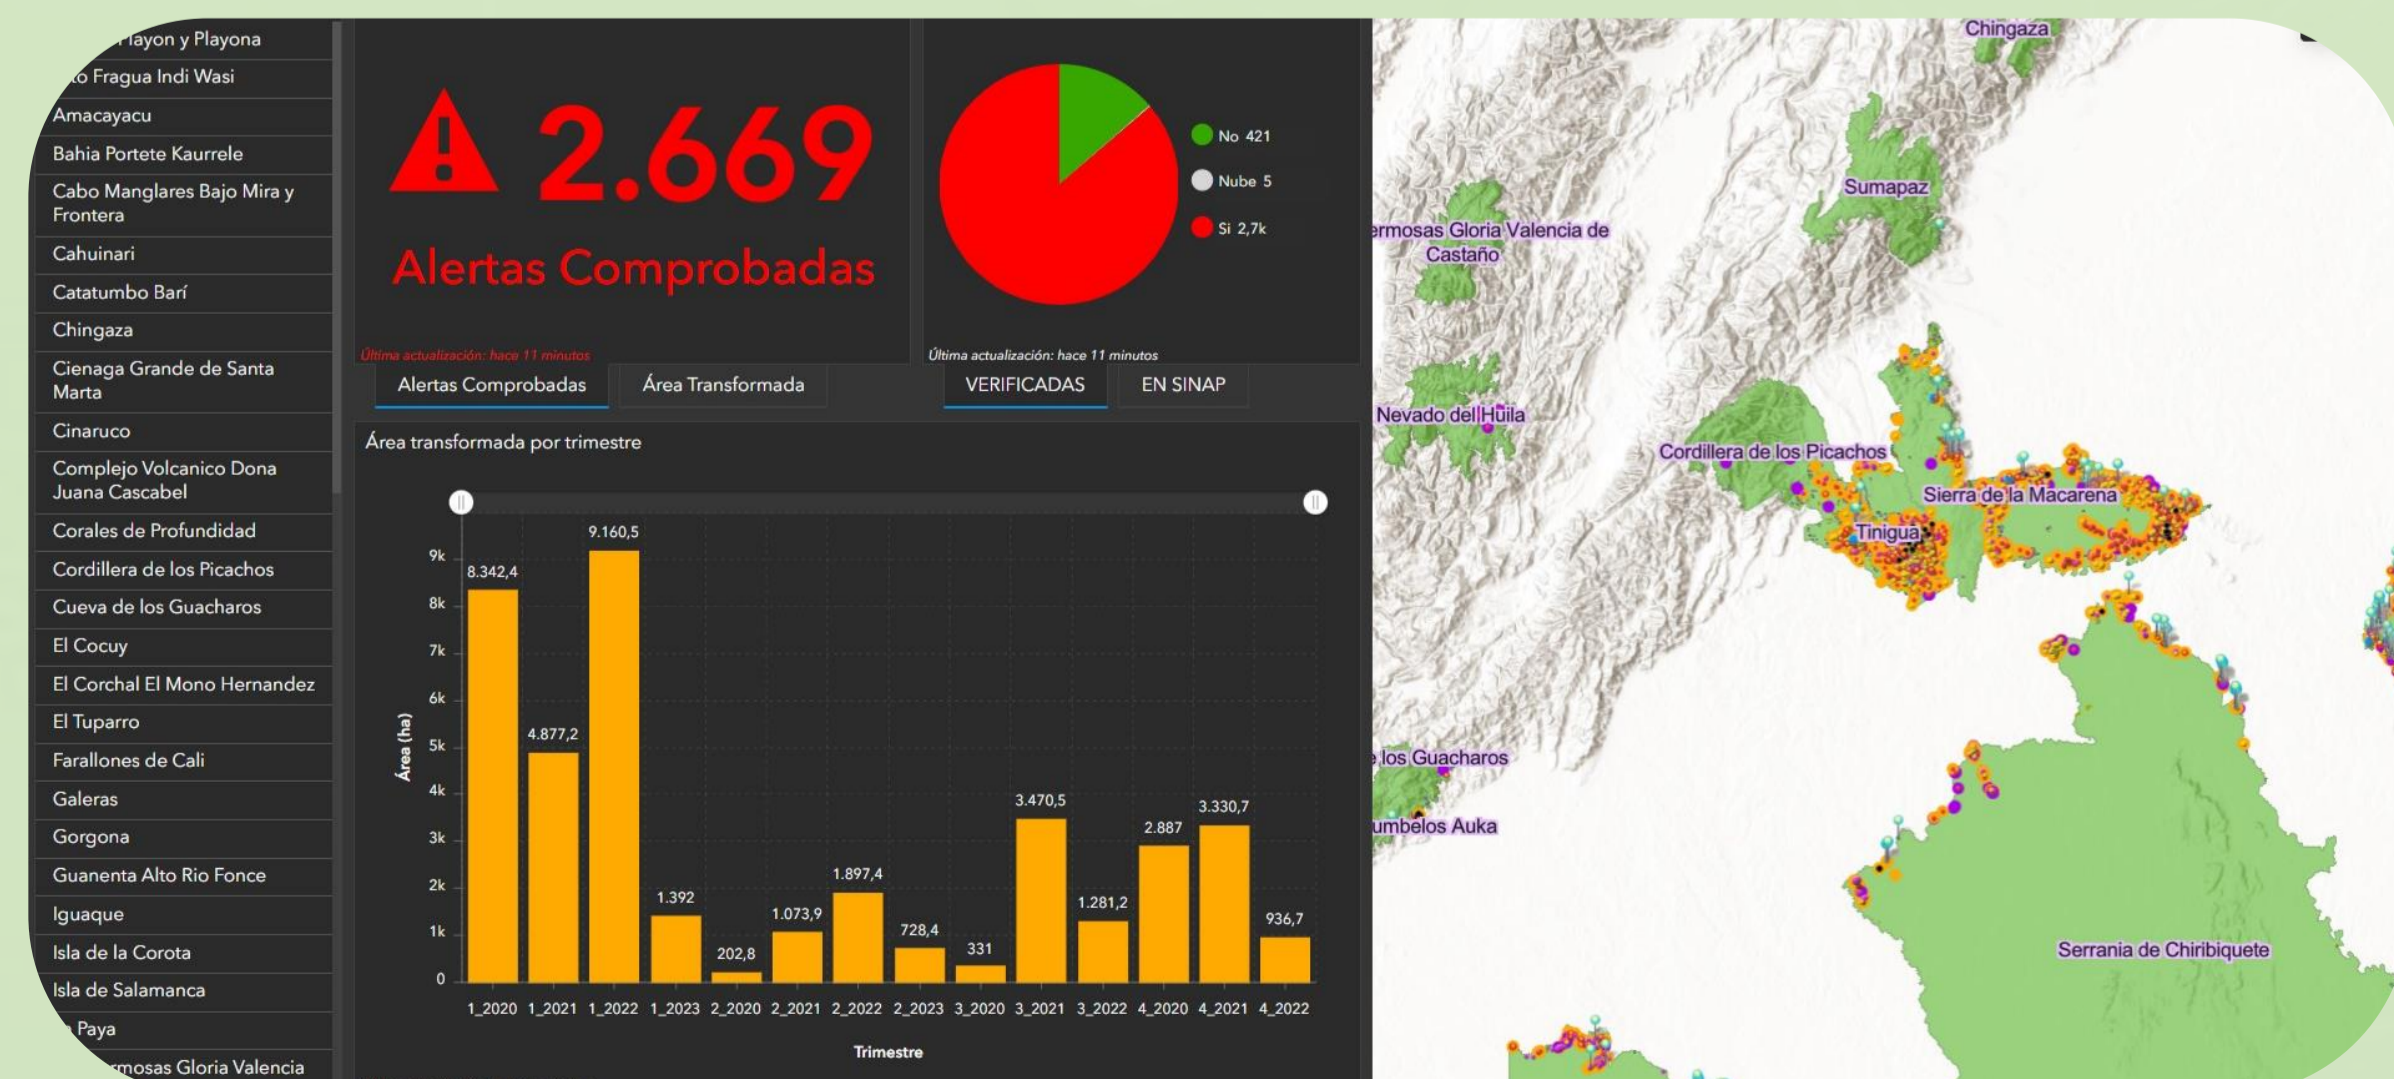 Playon y Playona
Fragua Indi Wasi
Amacayacu
Bahia Portete Kaurrele
Cabo Manglares Bajo Mira y
Frontera
Cahuinari
Catatumbo Barí
Chingaza
Cienaga Grande de Santa
Marta
Cinaruco
Complejo Volcanico Dona
Juana Cascabel
Corales de Profundidad
Cordillera de los Picachos
Cueva de los Guacharos
El Cocuy
El Corchal El Mono Hernandez
El Tuparro
Farallones de Cali
Galeras
Gorgona
Guanenta Alto Rio Fonce
Iguaque
Isla de la Corota
Isla de Salamanca
Paya
Gloria Valencia
2.669
Alertas Comprobadas
Última actualización: hace 11 minutos
Alertas Comprobadas
Área Transformada
No 421
Nube 5
Si 2,7k
Última actualización: hace 11 minutos
VERIFICADAS
EN SINAP
Área transformada por trimestre
Área (ha)
9k
8k
7k
6k
5k
4k
3k
2k
1k
0
8.342,4
4.877,2
9.160,5
1.392
202,8
1.073,9
1.897,4
728,4
331
3.470,5
1.281,2
2.887
3.330,7
936,7
1_2020 1_2021 1_2022 1_2023 2_2020 2_2021 2_2022 2_2023 3_2020 3_2021 3_2022 4_2020 4_2021 4_2022
Trimestre
Chingaza
Sumapaz
ermosas Gloria Valencia de
Castaño
Nevado del Huila
Cordillera de los Picachos
Sierra de la Macarena
Tinigua
los Guacharos
umbelos Auka
Serrania de Chiribiquete